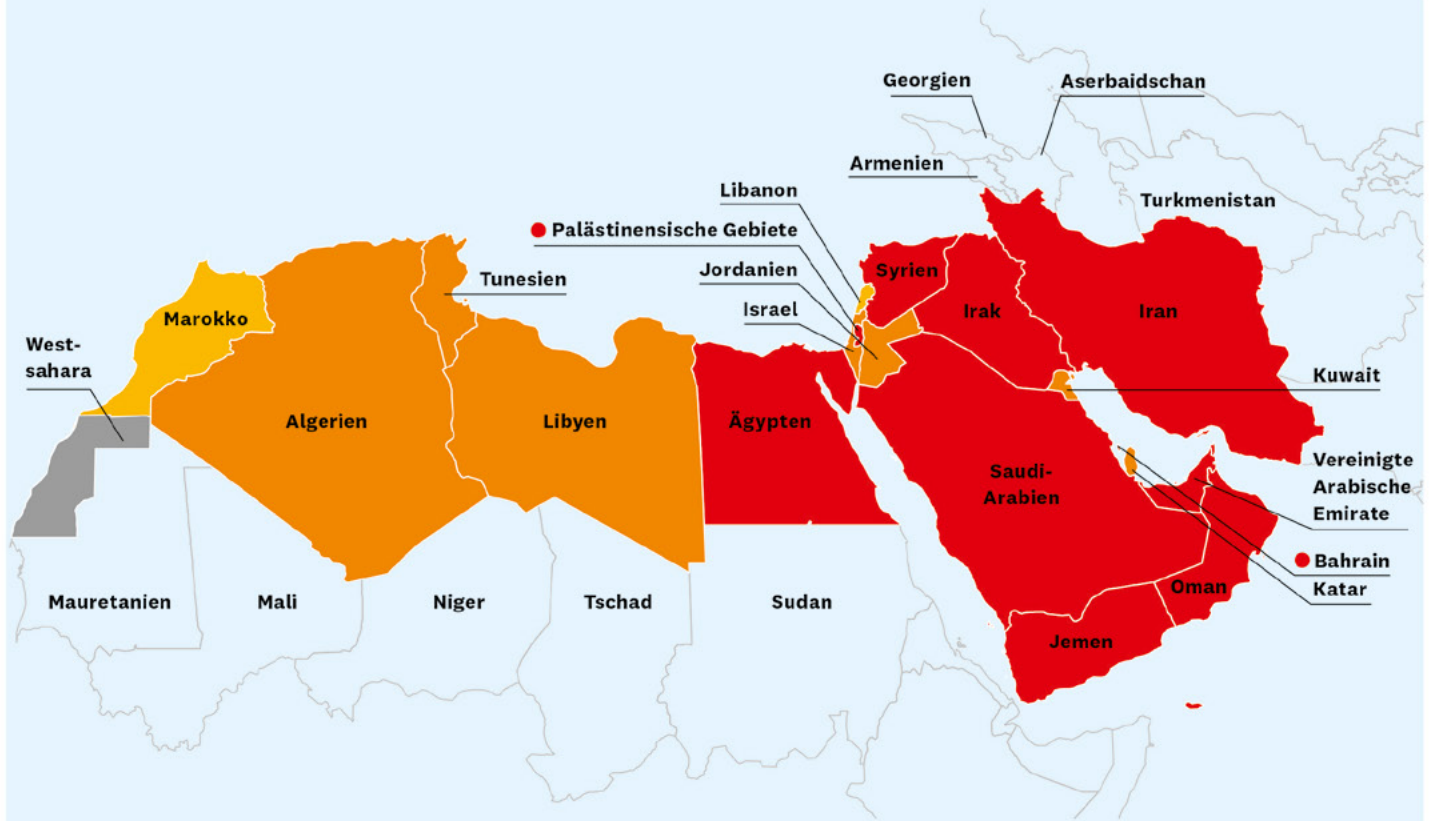 Georgien
Aserbaidschan
Armenien
Libanon
Turkmenistan
Palästinensische Gebiete
Jordanien
Syrien
Tunesien
Israel
Irak
Iran
Marokko
West-
sahara
Kuwait
Algerien
Libyen
Ägypten
Saudi-
Arabien
Vereinigte
Arabische
Emirate
Bahrain
Katar
Oman
Mauretanien
Mali
Niger
Tschad
Sudan
Jemen